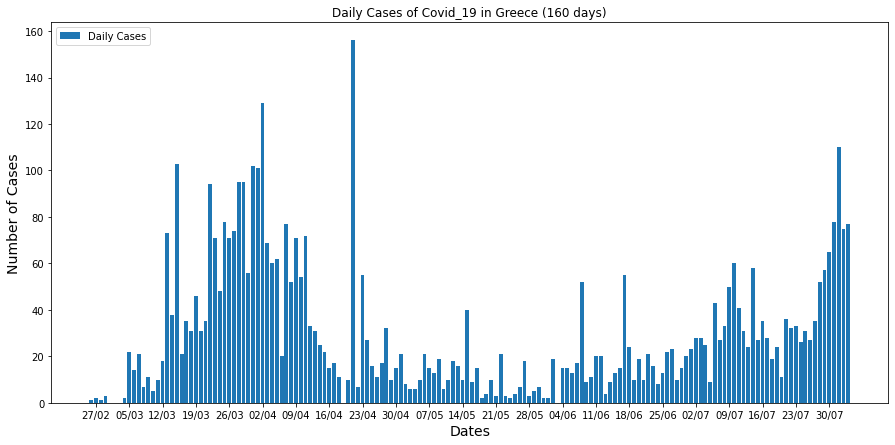 Daily Cases of Covid_19 in Greece (160 days)
Daily Cases
Number of Cases
160
140
120
100
80
60
40
20
0
27/02 05/03 12/03 19/03 26/03 02/04 09/04 16/04 23/04 30/04 07/05 14/05 21/05 28/05 04/06 11/06 18/06 25/06 02/07 09/07 16/07 23/07 30/07
Dates